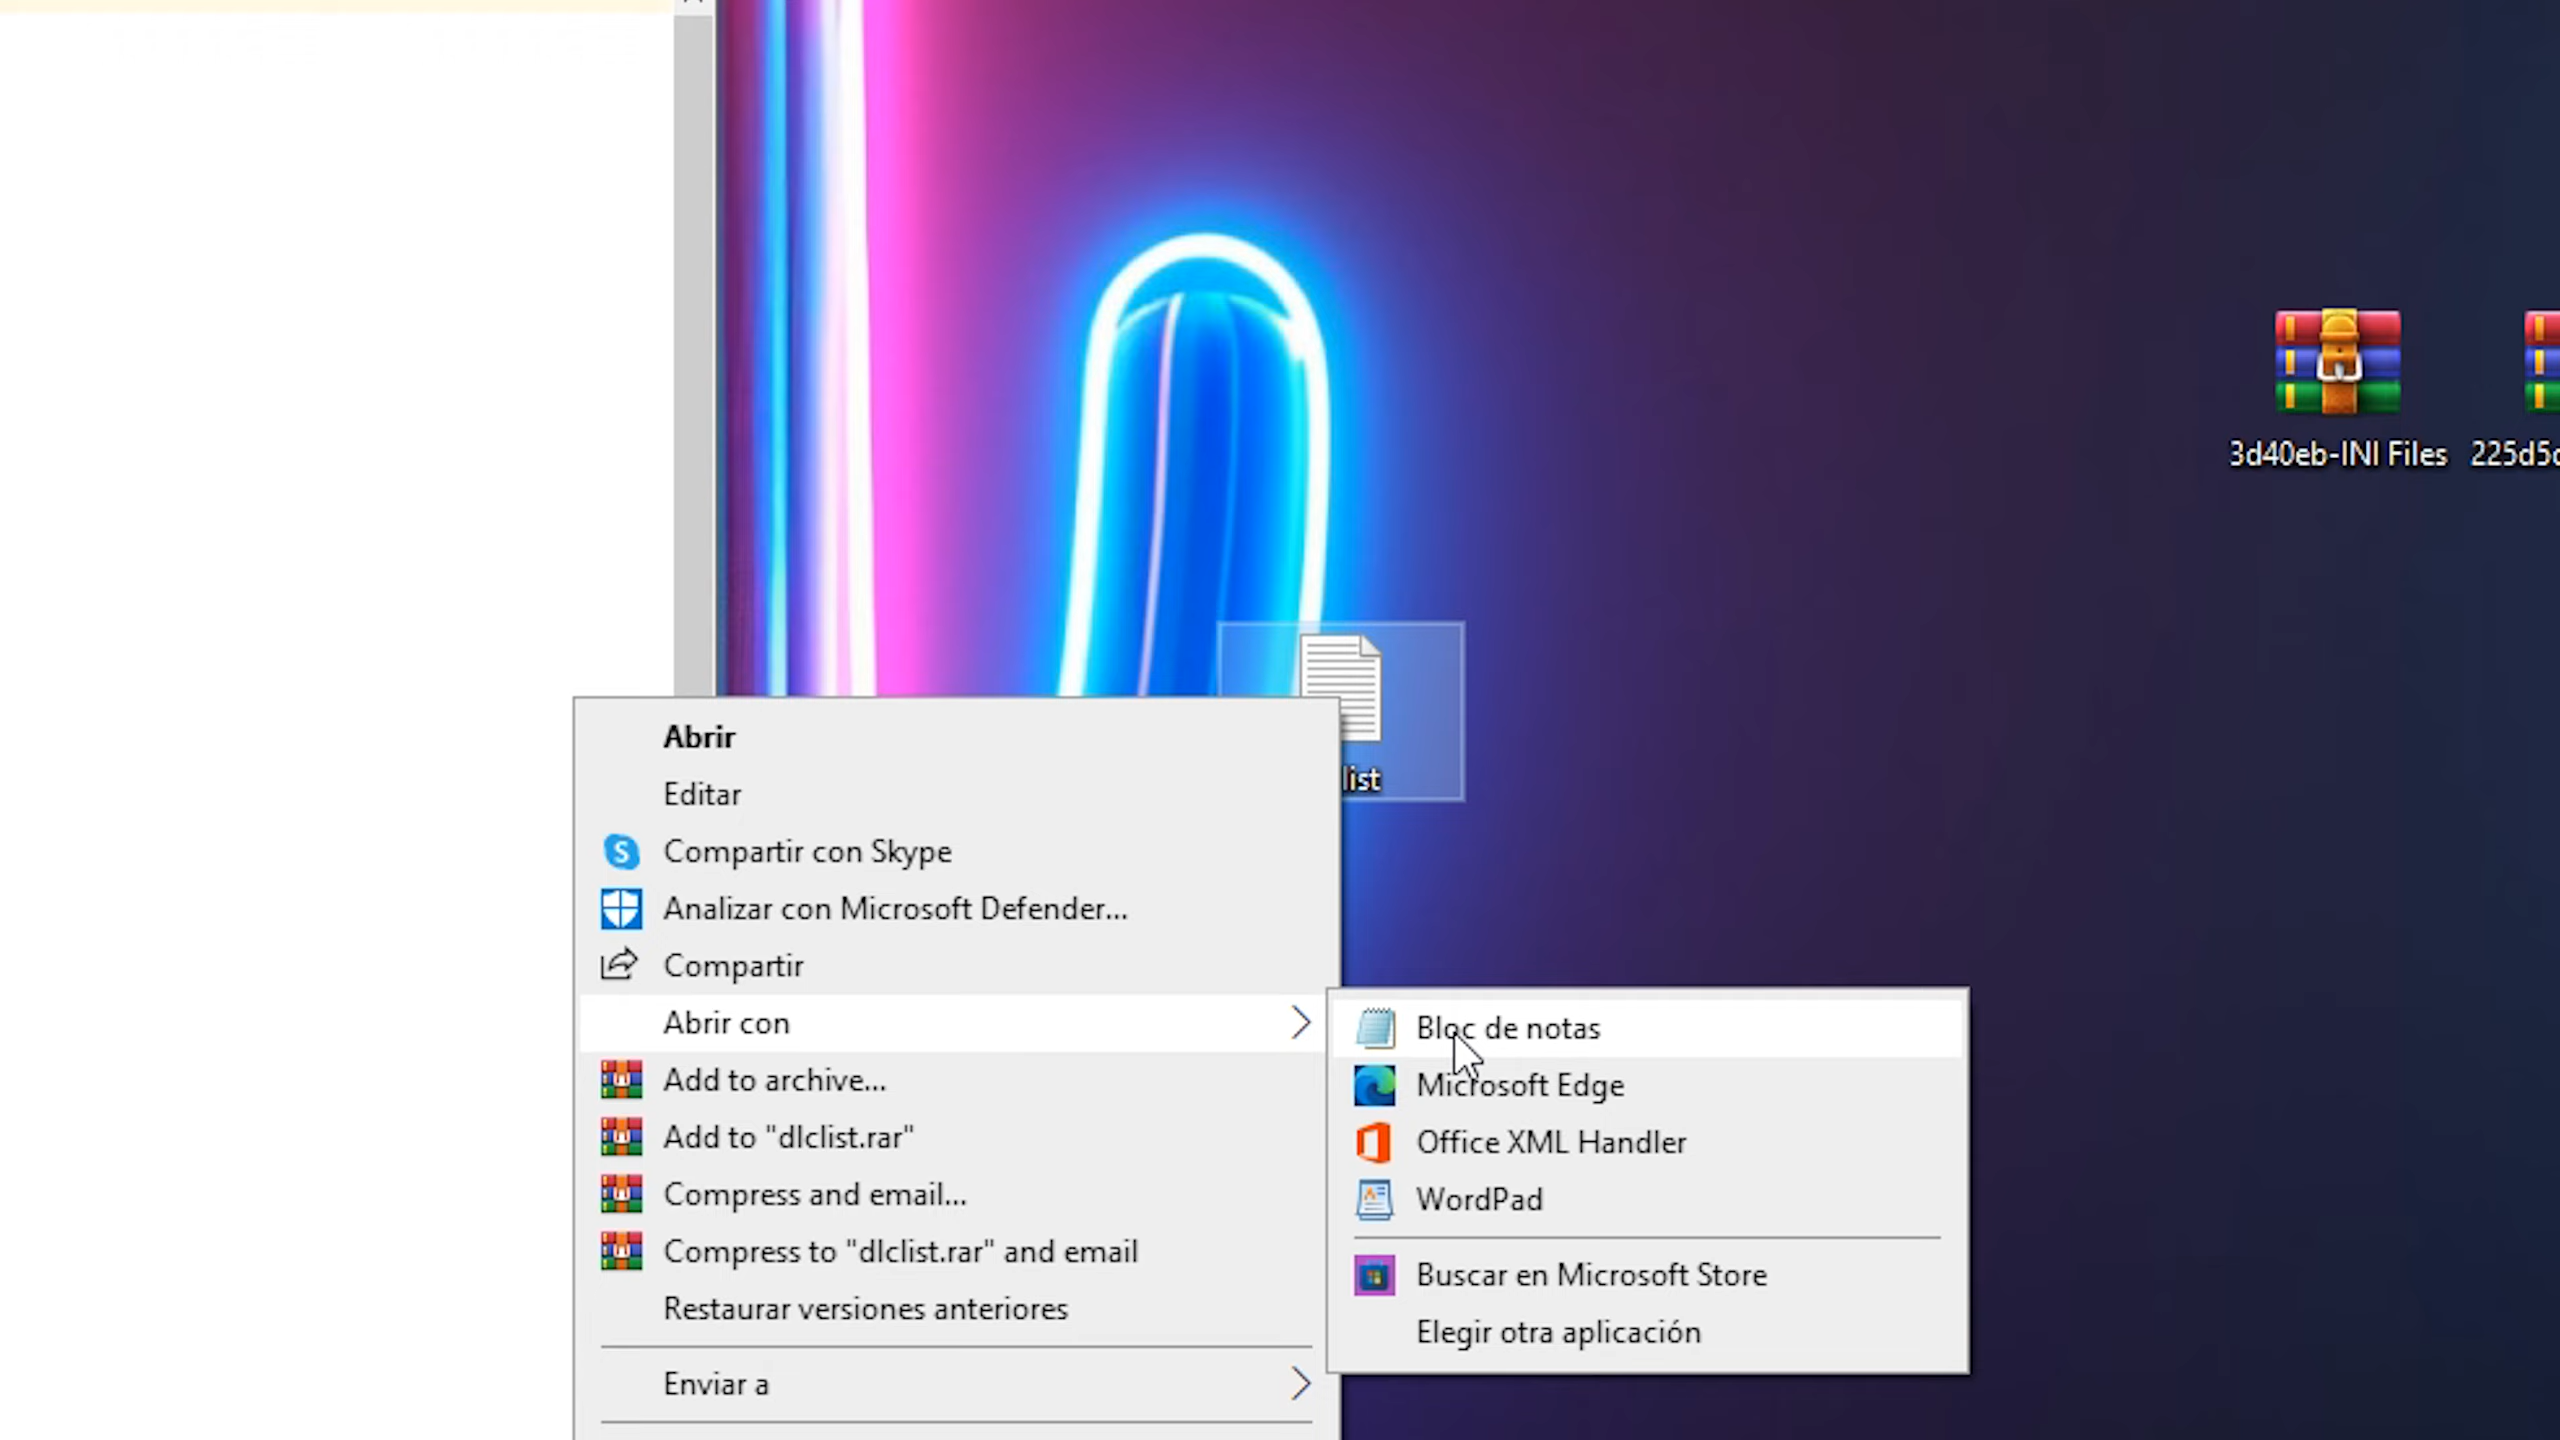 3d40eb-INI Files
list
Abrir
Editar
Compartir con Skype
Analizar con Microsoft Defender...
Compartir
Abrir con
Add to archive...
Add to "dlclist.rar"
Compress and email...
Compress to "dlclist.rar" and email
Restaurar versiones anteriores
Enviar a
Bloc de notas
Microsoft Edge
Office XML Handler
WordPad
Buscar en Microsoft Store
Elegir otra aplicación